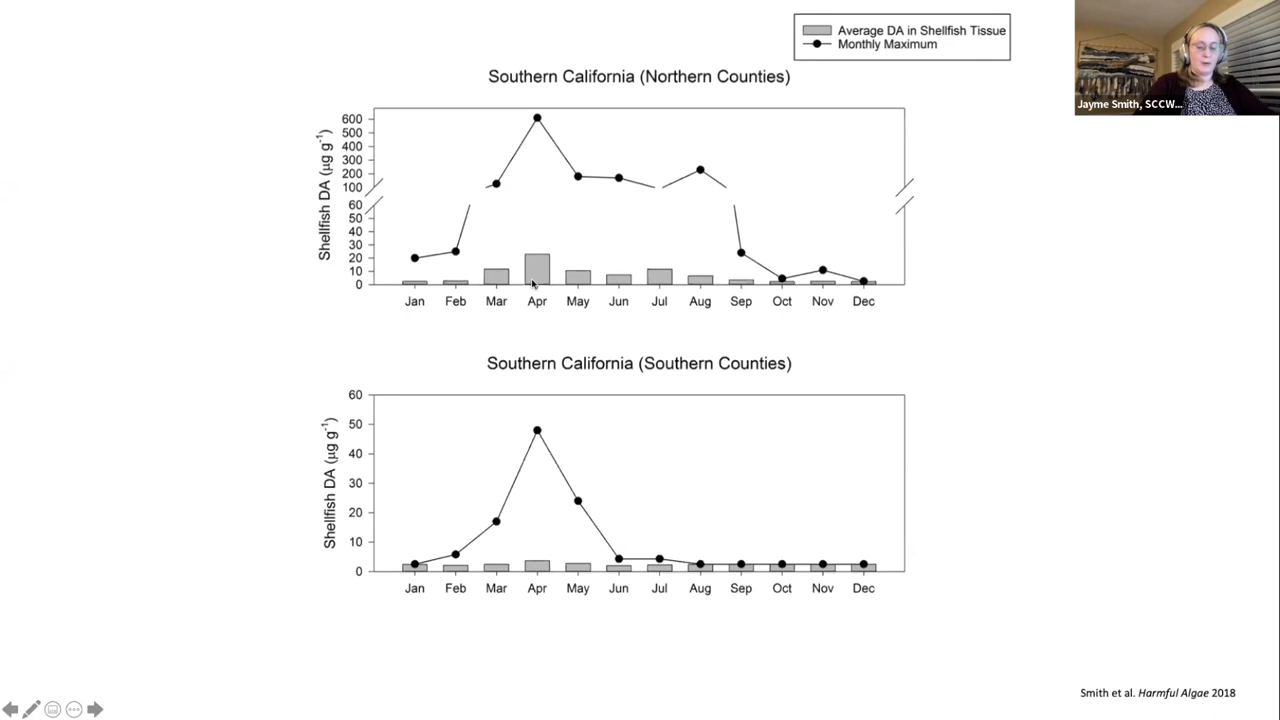 Average DA in Shellfish Tissue
Monthly Maximum
Jayme Smith, SCCW...
Southern California (Northern Counties)
Shellfish DA (µg g⁻¹)
600
500
400
300
200
100
60
50
40
30
20
10
0
Jan Feb Mar Apr May Jun Jul Aug Sep Oct Nov Dec
Southern California (Southern Counties)
Shellfish DA (µg g⁻¹)
60
50
40
30
20
10
0
Jan Feb Mar Apr May Jun Jul Aug Sep Oct Nov Dec
Smith et al. Harmful Algae 2018